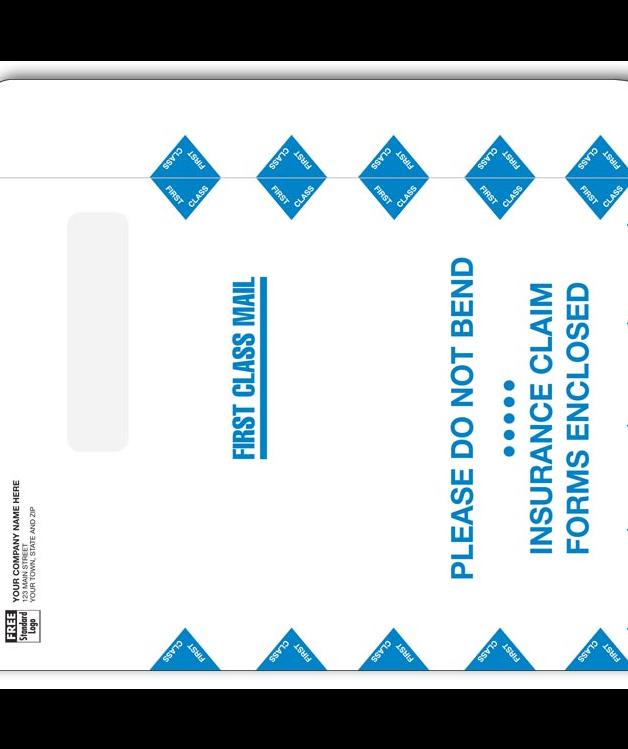 FREE
Standard
Logo
YOUR COMPANY NAME HERE
123 MAIN STREET
YOUR TOWN, STATE AND ZIP
FIRST CLASS MAIL
PLEASE DO NOT BEND
•••••
INSURANCE CLAIM
FORMS ENCLOSED
CLASS FIRST
FIRST CLASS
CLASS FIRST
FIRST CLASS
CLASS FIRST
FIRST CLASS
CLASS FIRST
FIRST CLASS
CLASS FIRST
FIRST CLASS
CLASS FIRST
CLASS FIRST
CLASS FIRST
CLASS FIRST
CLASS FIRST